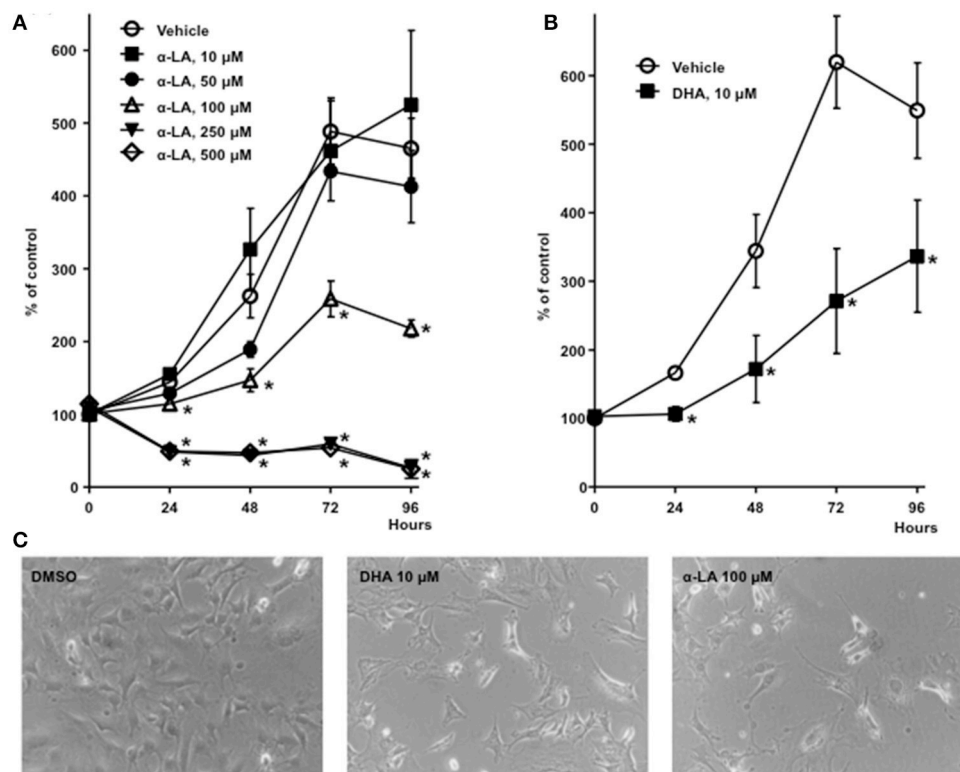 A
Vehicle
α-LA, 10 µM
α-LA, 50 µM
α-LA, 100 µM
α-LA, 250 µM
α-LA, 500 µM
% of control
600
500
400
300
200
100
0
* * * * * * * * * * * *
0 24 48 72 96
Hours
B
Vehicle
DHA, 10 µM
% of control
600
500
400
300
200
100
0
* * * *
0 24 48 72 96
Hours
C
DMSO
DHA 10 µM
α-LA 100 µM